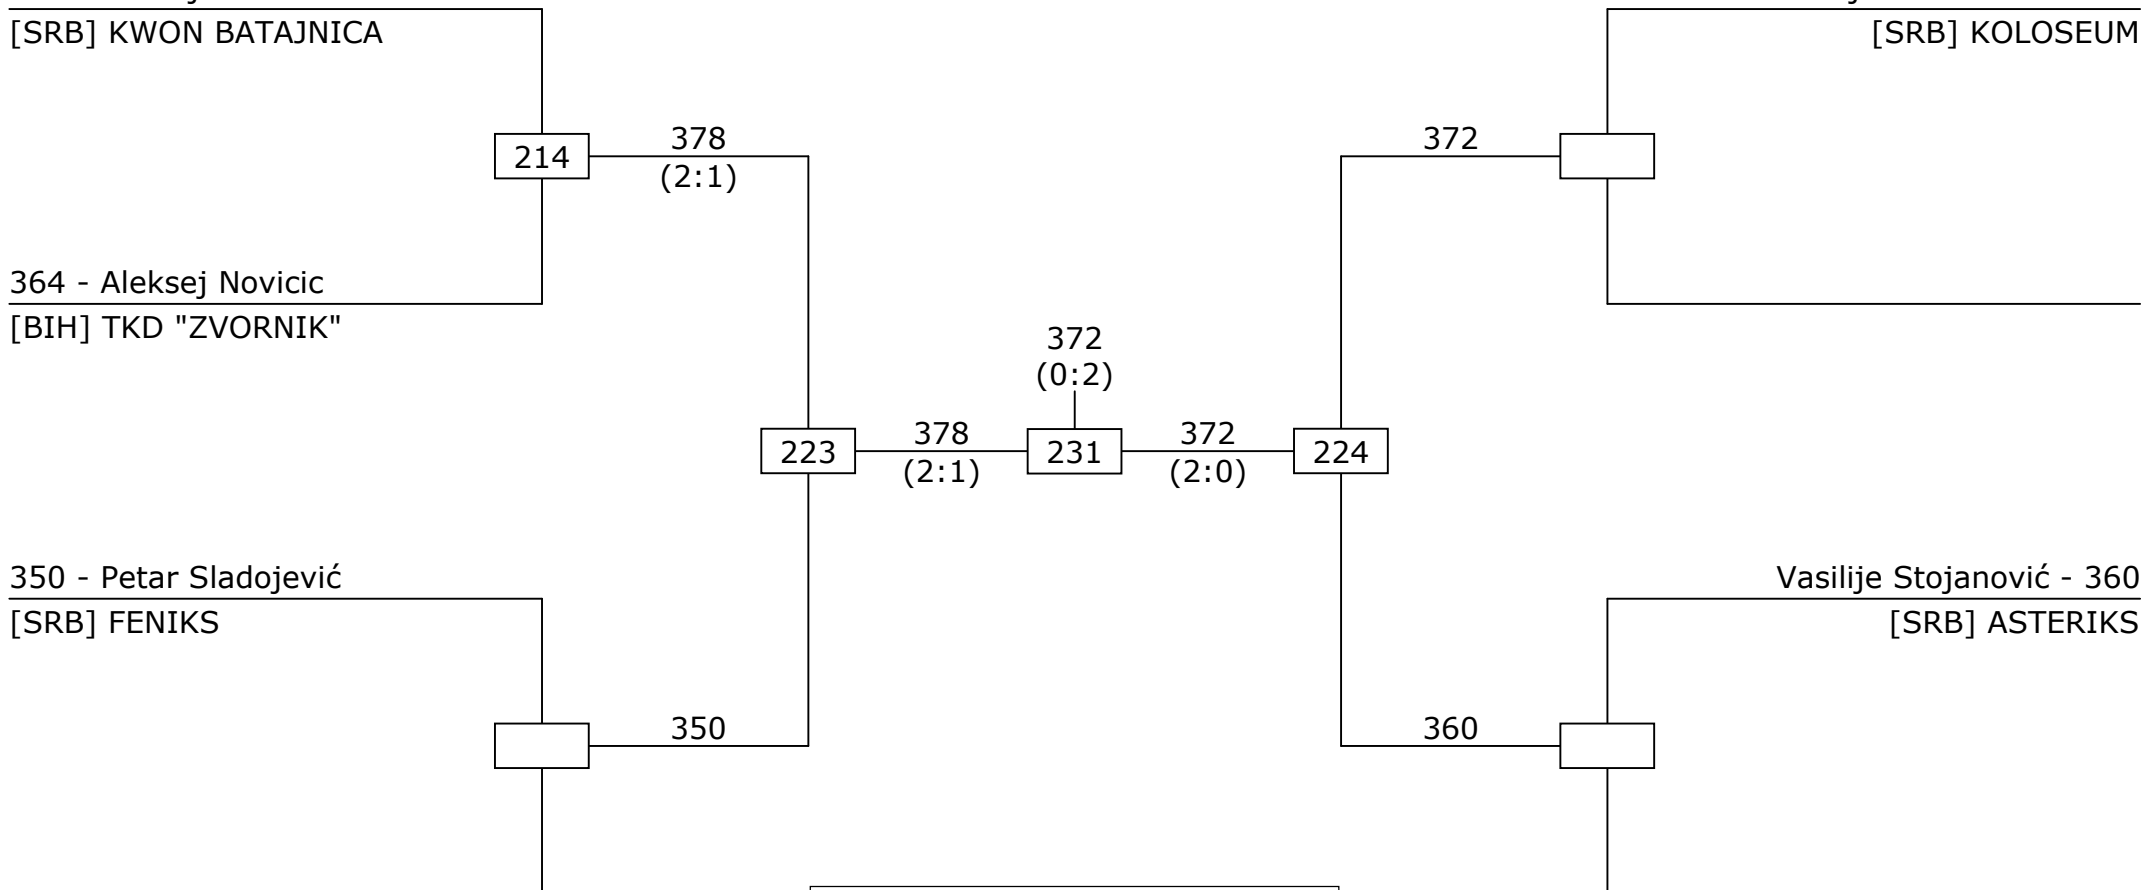 [SRB] KWON BATAJNICA
[SRB] KOLOSEUM
214
378
(2:1)
372
364 - Aleksej Novicic
[BIH] TKD "ZVORNIK"
372
(0:2)
223
378
(2:1)
231
372
(2:0)
224
350 - Petar Sladojević
[SRB] FENIKS
Vasilije Stojanović - 360
[SRB] ASTERIKS
350
360